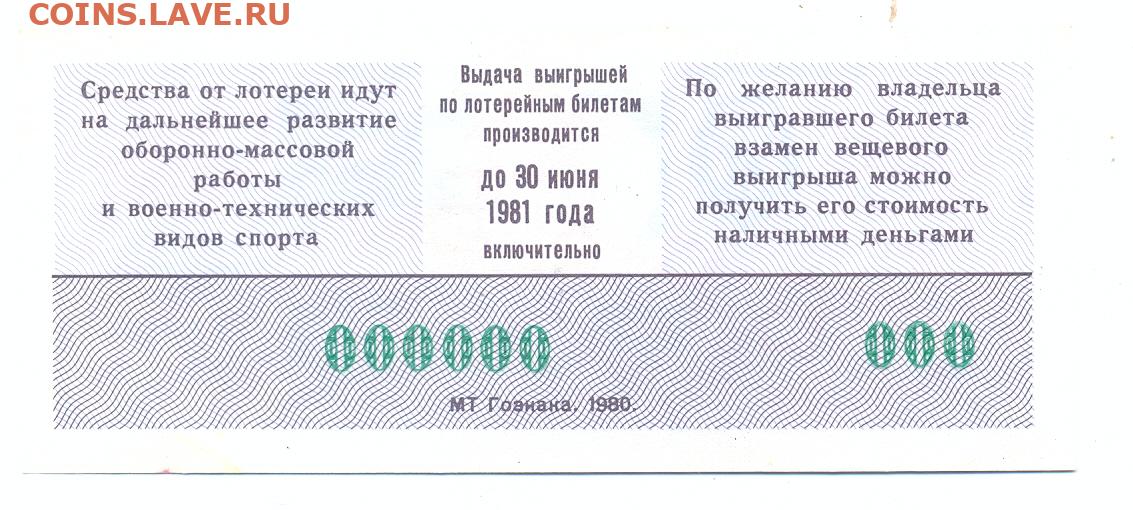 COINS.LAVE.RU
Средства от лотереи идут
на дальнейшее развитие
оборонно-массовой
работы
и военно-технических
видов спорта
Выдача выигрышей
по лотерейным билетам
производится
до 30 июня
1981 года
включительно
По желанию владельца
выигравшего билета
взамен вещевого
выигрыша можно
получить его стоимость
наличными деньгами
000000 000
МТ Гознака. 1980.